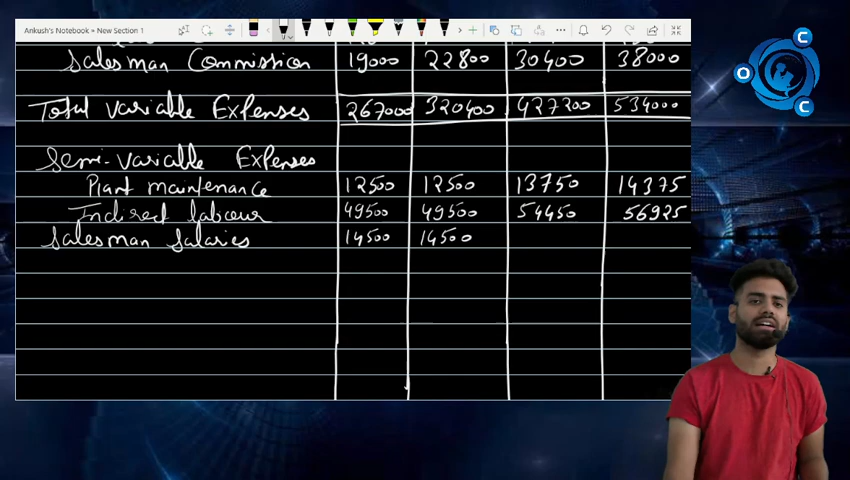 Ankush's Notebook > New Section 1
Salesman Commission 19000 22800 30400 38000
Total Variable Expenses 267000 320400 427200 534000
Semi-Variable Expenses
Plant maintenance 12500 12500 13750 14375
Indirect labour 49500 49500 54450 56925
Salesman Salaries 14500 14500
C
O
C